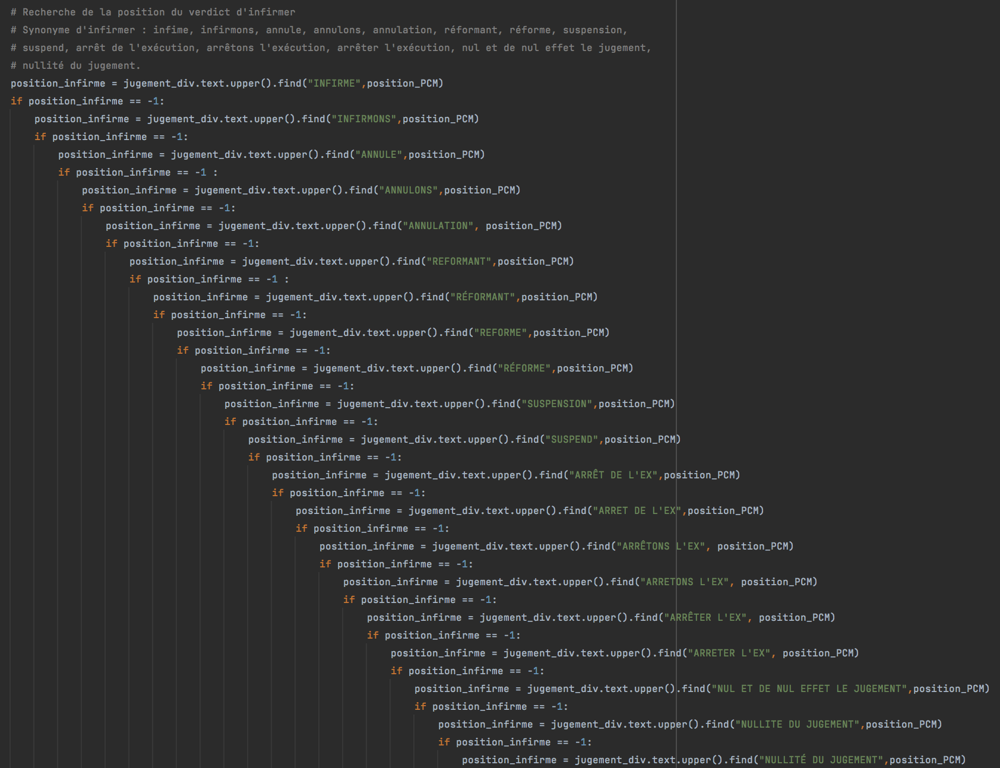 # Recherche de la position du verdict d'infirmer
# Synonyme d'infirmer : infime, infirmons, annule, annulons, annulation, réformant, réforme, suspension,
# suspend, arrêt de l'exécution, arrêtons l'exécution, arrêter l'exécution, nul et de nul effet le jugement,
# nullité du jugement.
position_infirme = jugement_div.text.upper().find("INFIRME",position_PCM)
if position_infirme == -1:
    position_infirme = jugement_div.text.upper().find("INFIRMONS",position_PCM)
    if position_infirme == -1:
        position_infirme = jugement_div.text.upper().find("ANNULE",position_PCM)
        if position_infirme == -1 :
            position_infirme = jugement_div.text.upper().find("ANNULONS",position_PCM)
            if position_infirme == -1:
                position_infirme = jugement_div.text.upper().find("ANNULATION", position_PCM)
                if position_infirme == -1:
                    position_infirme = jugement_div.text.upper().find("REFORMANT",position_PCM)
                    if position_infirme == -1 :
                        position_infirme = jugement_div.text.upper().find("RÉFORMANT",position_PCM)
                        if position_infirme == -1:
                            position_infirme = jugement_div.text.upper().find("REFORME",position_PCM)
                            if position_infirme == -1:
                                position_infirme = jugement_div.text.upper().find("RÉFORME",position_PCM)
                                if position_infirme == -1:
                                    position_infirme = jugement_div.text.upper().find("SUSPENSION",position_PCM)
                                    if position_infirme == -1:
                                        position_infirme = jugement_div.text.upper().find("SUSPEND",position_PCM)
                                        if position_infirme == -1:
                                            position_infirme = jugement_div.text.upper().find("ARRÊT DE L'EX",position_PCM)
                                            if position_infirme == -1:
                                                position_infirme = jugement_div.text.upper().find("ARRET DE L'EX",position_PCM)
                                                if position_infirme == -1:
                                                    position_infirme = jugement_div.text.upper().find("ARRÊTONS L'EX", position_PCM)
                                                    if position_infirme == -1:
                                                        position_infirme = jugement_div.text.upper().find("ARRETONS L'EX", position_PCM)
                                                        if position_infirme == -1:
                                                            position_infirme = jugement_div.text.upper().find("ARRÊTER L'EX", position_PCM)
                                                            if position_infirme == -1:
                                                                position_infirme = jugement_div.text.upper().find("ARRETER L'EX", position_PCM)
                                                                if position_infirme == -1:
                                                                    position_infirme = jugement_div.text.upper().find("NUL ET DE NUL EFFET LE JUGEMENT",position_PCM)
                                                                    if position_infirme == -1:
                                                                        position_infirme = jugement_div.text.upper().find("NULLITE DU JUGEMENT",position_PCM)
                                                                        if position_infirme == -1:
                                                                            position_infirme = jugement_div.text.upper().find("NULLITÉ DU JUGEMENT",position_PCM)